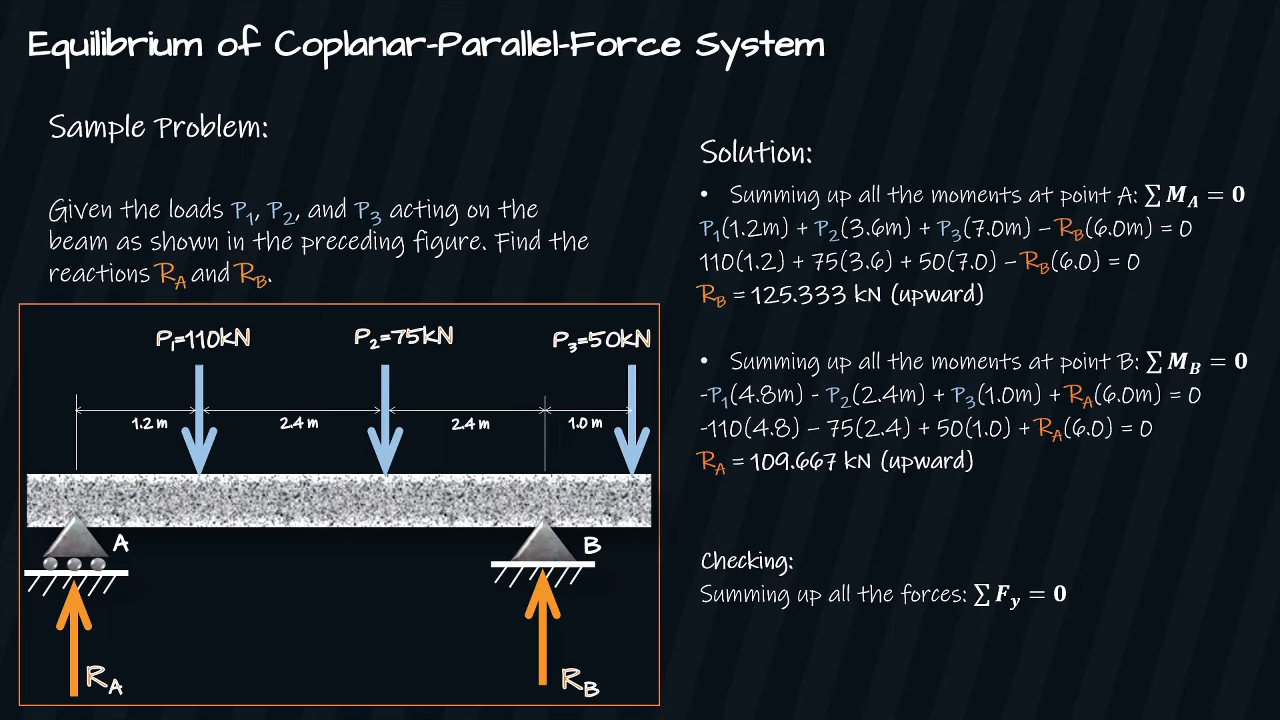 Equilibrium of Coplanar-Parallel-Force System
Sample Problem:
Given the loads P₁, P₂, and P₃ acting on the
beam as shown in the preceding figure. Find the
reactions R_A and R_B.
P₁=110kN
P₂=75kN
P₃=50kN
1.2 m
2.4 m
2.4 m
1.0 m
A
B
R_A
R_B
Solution:
• Summing up all the moments at point A: ∑ M_A = 0
P₁(1.2m) + P₂(3.6m) + P₃(7.0m) – R_B(6.0m) = 0
110(1.2) + 75(3.6) + 50(7.0) – R_B(6.0) = 0
R_B = 125.333 kN (upward)
• Summing up all the moments at point B: ∑ M_B = 0
-P₁(4.8m) - P₂(2.4m) + P₃(1.0m) + R_A(6.0m) = 0
-110(4.8) – 75(2.4) + 50(1.0) + R_A(6.0) = 0
R_A = 109.667 kN (upward)
Checking:
Summing up all the forces: ∑ F_y = 0